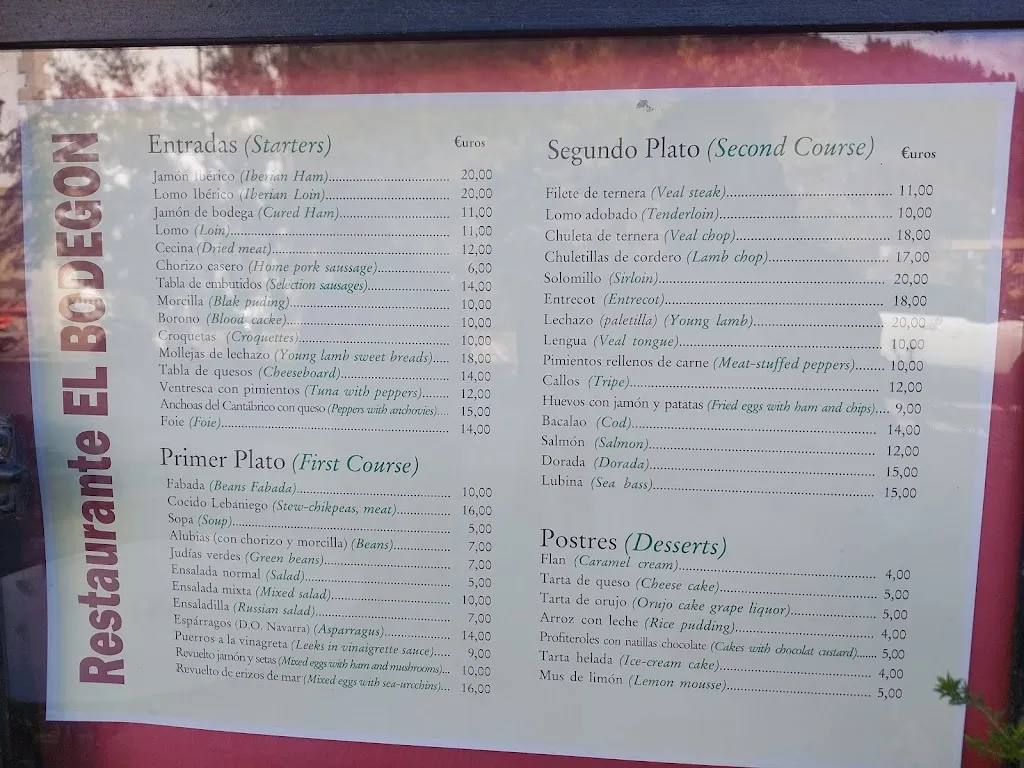 Restaurante EL BODEGON
Entradas (Starters) €uros
Jamón Ibérico (Iberian Ham)..... 20,00
Lomo Ibérico (Iberian Loin)..... 20,00
Jamón de bodega (Cured Ham)..... 11,00
Lomo (Loin)..... 11,00
Cecina (Dried meat)..... 12,00
Chorizo casero (Home pork saussage)..... 6,00
Tabla de embutidos (Selection sausages)..... 14,00
Morcilla (Blak puding)..... 10,00
Borono (Blood cacke)..... 10,00
Croquetas (Croquettes)..... 10,00
Mollejas de lechazo (Young lamb sweet breads)..... 18,00
Tabla de quesos (Cheeseboard)..... 14,00
Ventresca con pimientos (Tuna with peppers)..... 12,00
Anchoas del Cantábrico con queso (Peppers with anchovies)..... 15,00
Foie (Foie)..... 14,00
Primer Plato (First Course)
Fabada (Beans Fabada)..... 10,00
Cocido Lebaniego (Stew-chikpeas, meat)..... 16,00
Sopa (Soup)..... 5,00
Alubias (con chorizo y morcilla) (Beans)..... 7,00
Judías verdes (Green beans)..... 7,00
Ensalada normal (Salad)..... 5,00
Ensalada mixta (Mixed salad)..... 10,00
Ensaladilla (Russian salad)..... 7,00
Espárragos (D.O. Navarra) (Asparragus)..... 14,00
Puerros a la vinagreta (Leeks in vinaigrette sauce)..... 9,00
Revuelto jamón y setas (Mixed eggs with ham and mushrooms)... 10,00
Revuelto de erizos de mar (Mixed eggs with sea-urcchins)... 16,00
Segundo Plato (Second Course) €uros
Filete de ternera (Veal steak)..... 11,00
Lomo adobado (Tenderloin)..... 10,00
Chuleta de ternera (Veal chop)..... 18,00
Chuletillas de cordero (Lamb chop)..... 17,00
Solomillo (Sirloin)..... 20,00
Entrecot (Entrecot)..... 18,00
Lechazo (paletilla) (Young lamb)..... 20,00
Lengua (Veal tongue)..... 10,00
Pimientos rellenos de carne (Meat-stuffed peppers)..... 10,00
Callos (Tripe)..... 12,00
Huevos con jamón y patatas (Fried eggs with ham and chips).... 9,00
Bacalao (Cod)..... 14,00
Salmón (Salmon)..... 12,00
Dorada (Dorada)..... 15,00
Lubina (Sea bass)..... 15,00
Postres (Desserts)
Flan (Caramel cream)..... 4,00
Tarta de queso (Cheese cake)..... 5,00
Tarta de orujo (Orujo cake grape liquor)..... 5,00
Arroz con leche (Rice pudding)..... 4,00
Profiteroles con natillas chocolate (Cakes with chocolat custard)...... 5,00
Tarta helada (Ice-cream cake)..... 4,00
Mus de limón (Lemon mousse)..... 5,00